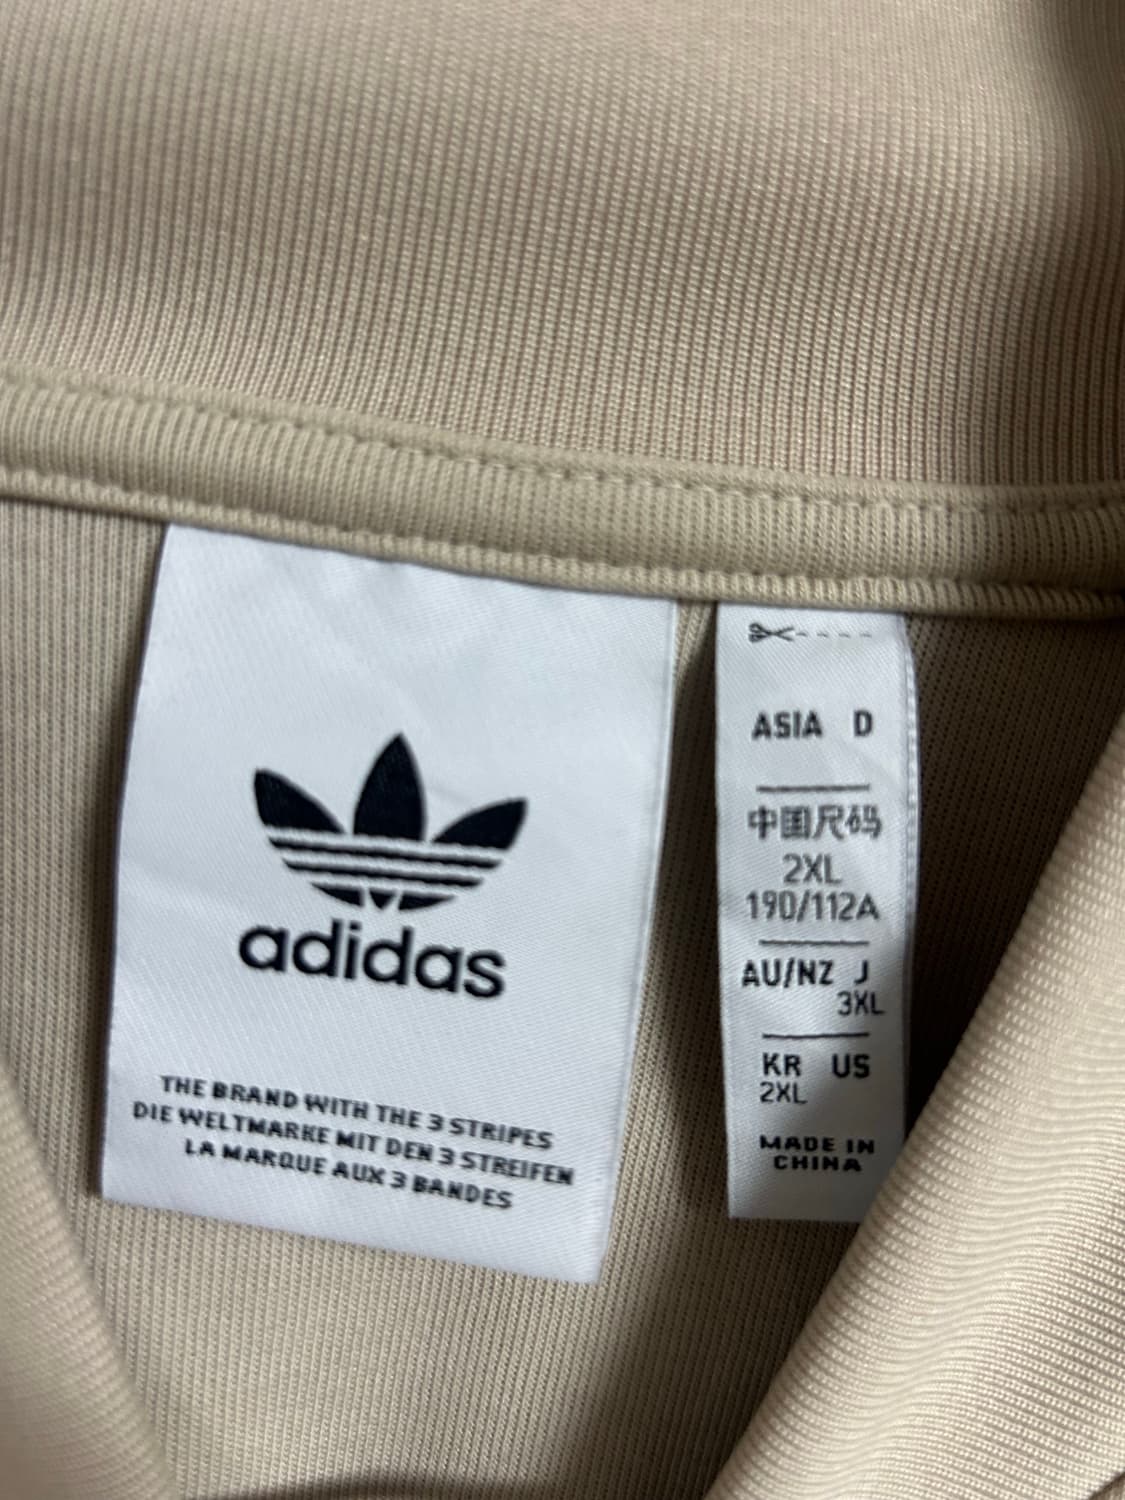 adidas
THE BRAND WITH THE 3 STRIPES
DIE WELTMARKE MIT DEN 3 STREIFEN
LA MARQUE AUX 3 BANDES
ASIA D
中国尺码
2XL
190/112A
AU/NZ J
3XL
KR US
2XL
MADE IN
CHINA